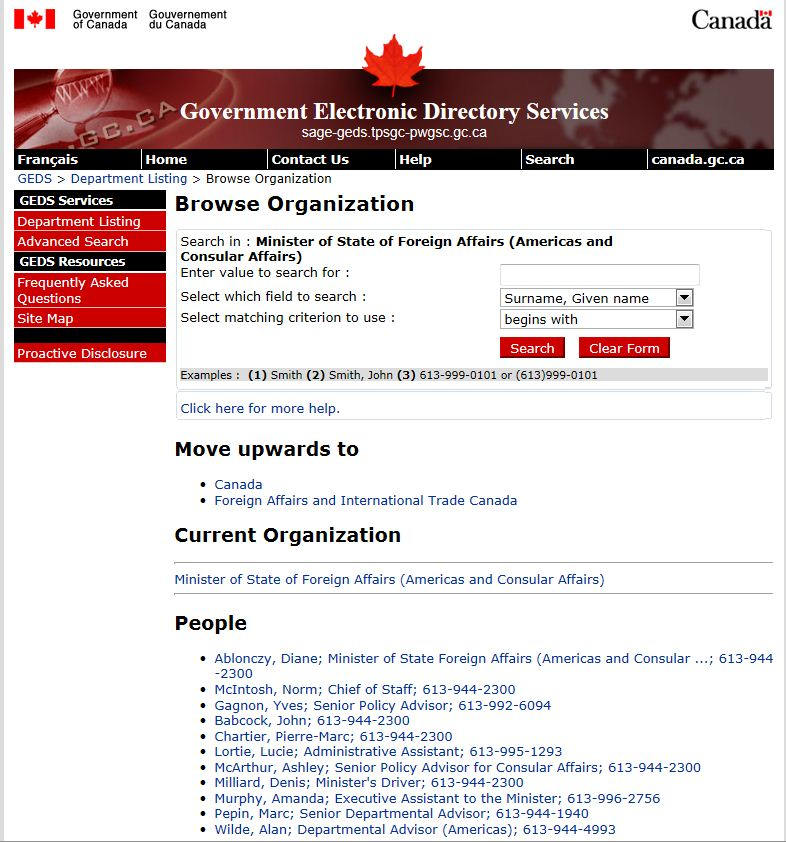 Government of Canada
Gouvernement du Canada
Canada
WWW
.GC.CA
Government Electronic Directory Services
sage-geds.tpsgc-pwgsc.gc.ca
Français Home Contact Us Help Search canada.gc.ca
GEDS > Department Listing > Browse Organization
GEDS Services
Department Listing
Advanced Search
GEDS Resources
Frequently Asked
Questions
Site Map
Proactive Disclosure
Browse Organization
Search in : Minister of State of Foreign Affairs (Americas and
Consular Affairs)
Enter value to search for :
Select which field to search : Surname, Given name
Select matching criterion to use : begins with
Search Clear Form
Examples : (1) Smith (2) Smith, John (3) 613-999-0101 or (613)999-0101
Click here for more help.
Move upwards to
• Canada
• Foreign Affairs and International Trade Canada
Current Organization
Minister of State of Foreign Affairs (Americas and Consular Affairs)
People
• Ablonczy, Diane; Minister of State Foreign Affairs (Americas and Consular ...; 613-944
-2300
• McIntosh, Norm; Chief of Staff; 613-944-2300
• Gagnon, Yves; Senior Policy Advisor; 613-992-6094
• Babcock, John; 613-944-2300
• Chartier, Pierre-Marc; 613-944-2300
• Lortie, Lucie; Administrative Assistant; 613-995-1293
• McArthur, Ashley; Senior Policy Advisor for Consular Affairs; 613-944-2300
• Milliard, Denis; Minister's Driver; 613-944-2300
• Murphy, Amanda; Executive Assistant to the Minister; 613-996-2756
• Pepin, Marc; Senior Departmental Advisor; 613-944-1940
• Wilde, Alan; Departmental Advisor (Americas); 613-944-4993